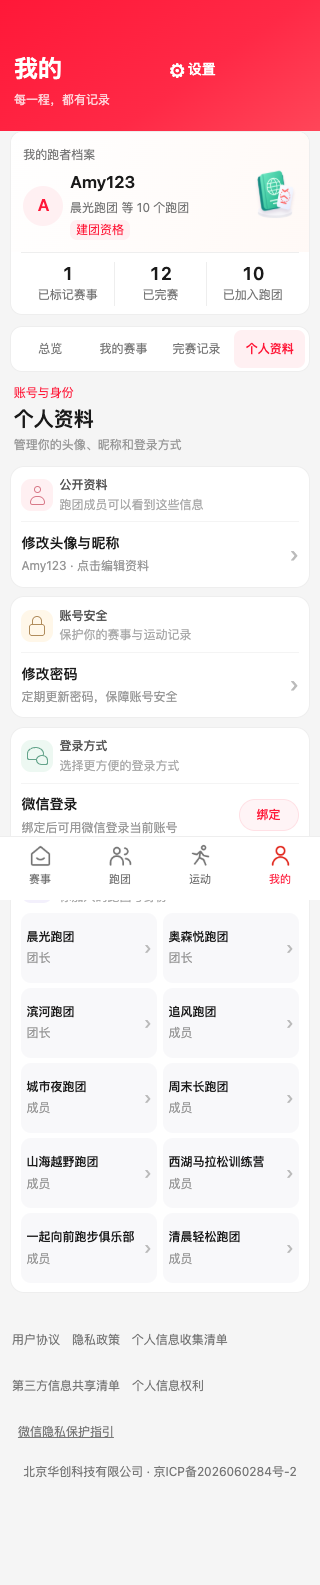 我的
设置
每一程，都有记录
我的跑者档案
A
Amy123
晨光跑团 等 10 个跑团
建团资格
1
12
10
已标记赛事
已完赛
已加入跑团
总览
我的赛事
完赛记录
个人资料
账号与身份
个人资料
管理你的头像、昵称和登录方式
公开资料
跑团成员可以看到这些信息
修改头像与昵称
Amy123 · 点击编辑资料
账号安全
保护你的赛事与运动记录
修改密码
定期更新密码，保障账号安全
登录方式
选择更方便的登录方式
微信登录
绑定后可用微信登录当前账号
绑定
赛事
跑团
运动
我的
晨光跑团
团长
奥森悦跑团
团长
滨河跑团
团长
追风跑团
成员
城市夜跑团
成员
周末长跑团
成员
山海越野跑团
成员
西湖马拉松训练营
成员
一起向前跑步俱乐部
成员
清晨轻松跑团
成员
用户协议 隐私政策 个人信息收集清单
第三方信息共享清单 个人信息权利
微信隐私保护指引
北京华创科技有限公司 · 京ICP备2026060284号-2